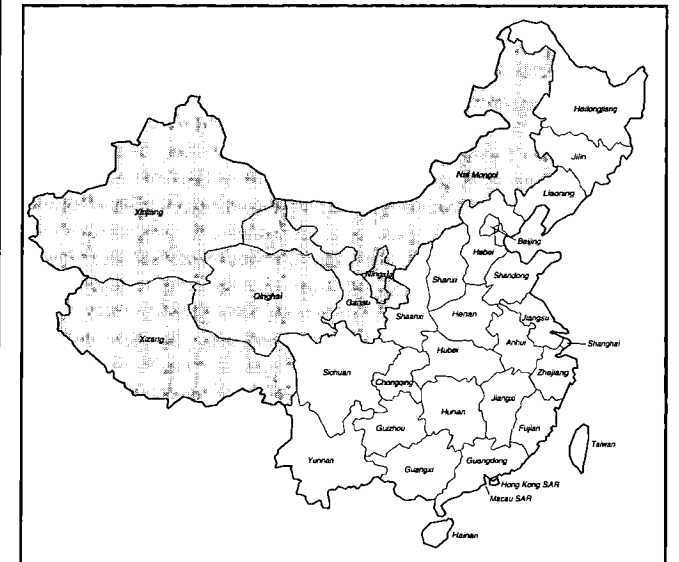 Heilongjiang
Jilin
Nei Mongol
Liaoning
Xinjiang
Beijing
Hebei
Ningxia
Shanxi
Shandong
Qinghai
Gansu
Shaanxi
Henan
Jiangsu
Xizang
Anhui
Shanghai
Hubei
Sichuan
Zhejiang
Chongqing
Jiangxi
Hunan
Guizhou
Fujian
Taiwan
Yunnan
Guangxi
Guangdong
Hong Kong SAR
Macau SAR
Hainan